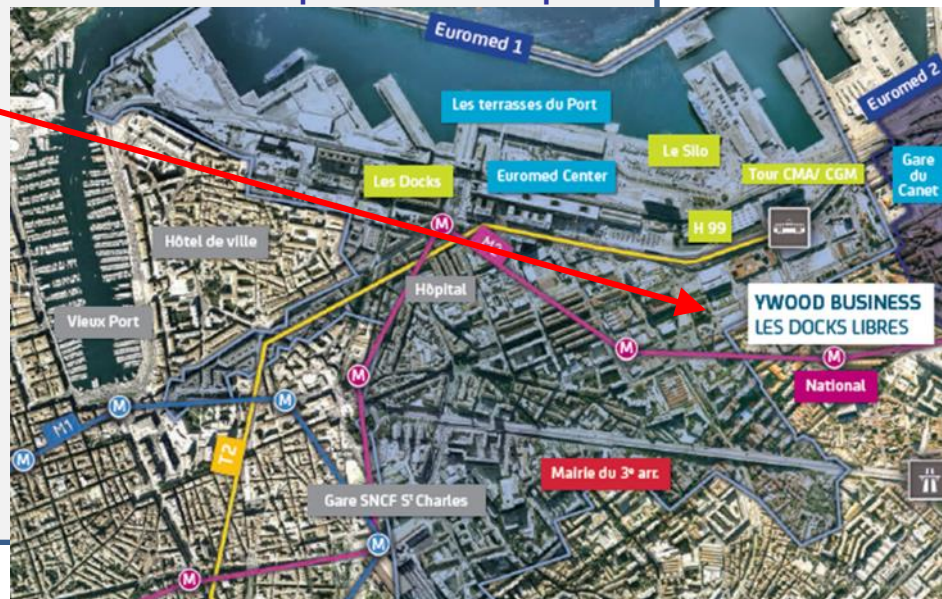 Euromed 1
Euromed 2
Les terrasses du Port
Le Silo
Gare
du
Canet
Les Docks
Euromed Center
Tour CMA/ CGM
H 99
Hôtel de ville
Hôpital
YWOOD BUSINESS
LES DOCKS LIBRES
Vieux Port
M
M
M
M
National
M
M
M1
M
T2
Mairie du 3e arr.
Gare SNCF St Charles
M
M